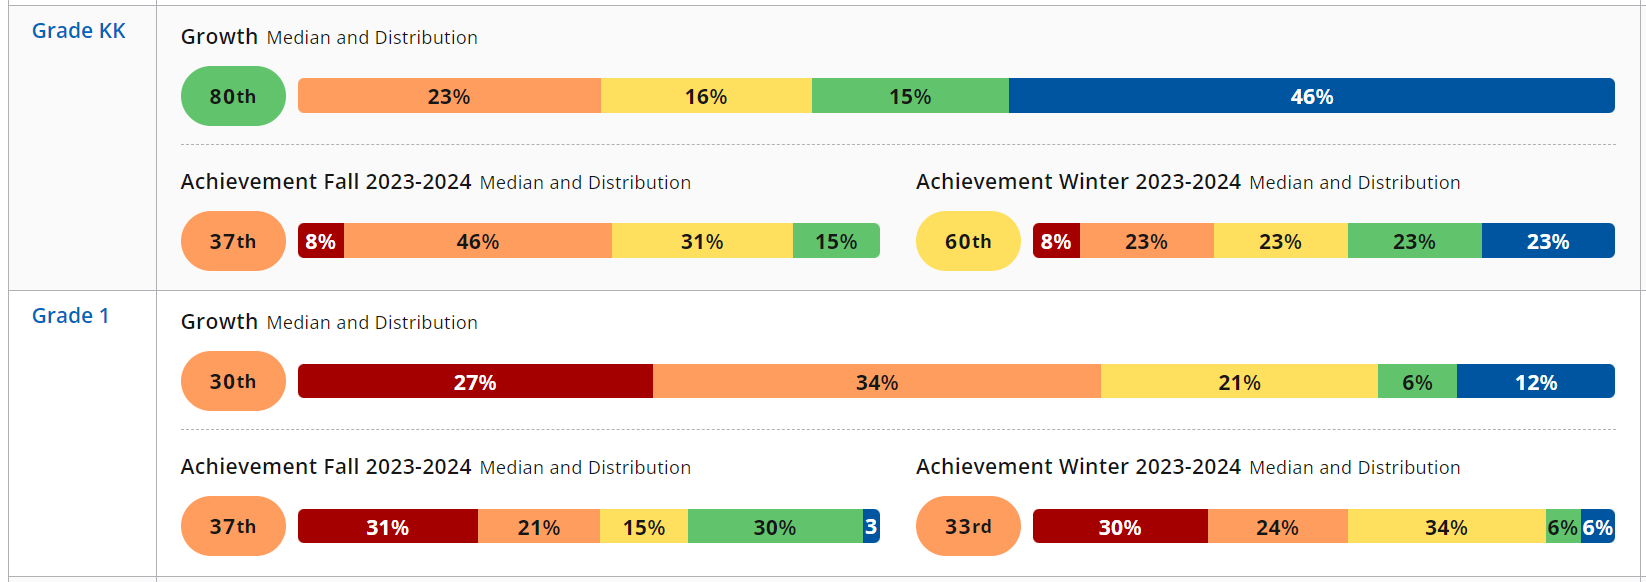 Grade KK
Growth Median and Distribution
80th 23% 16% 15% 46%
Achievement Fall 2023-2024 Median and Distribution
37th 8% 46% 31% 15%
Achievement Winter 2023-2024 Median and Distribution
60th 8% 23% 23% 23% 23%
Grade 1
Growth Median and Distribution
30th 27% 34% 21% 6% 12%
Achievement Fall 2023-2024 Median and Distribution
37th 31% 21% 15% 30% 3
Achievement Winter 2023-2024 Median and Distribution
33rd 30% 24% 34% 6% 6%